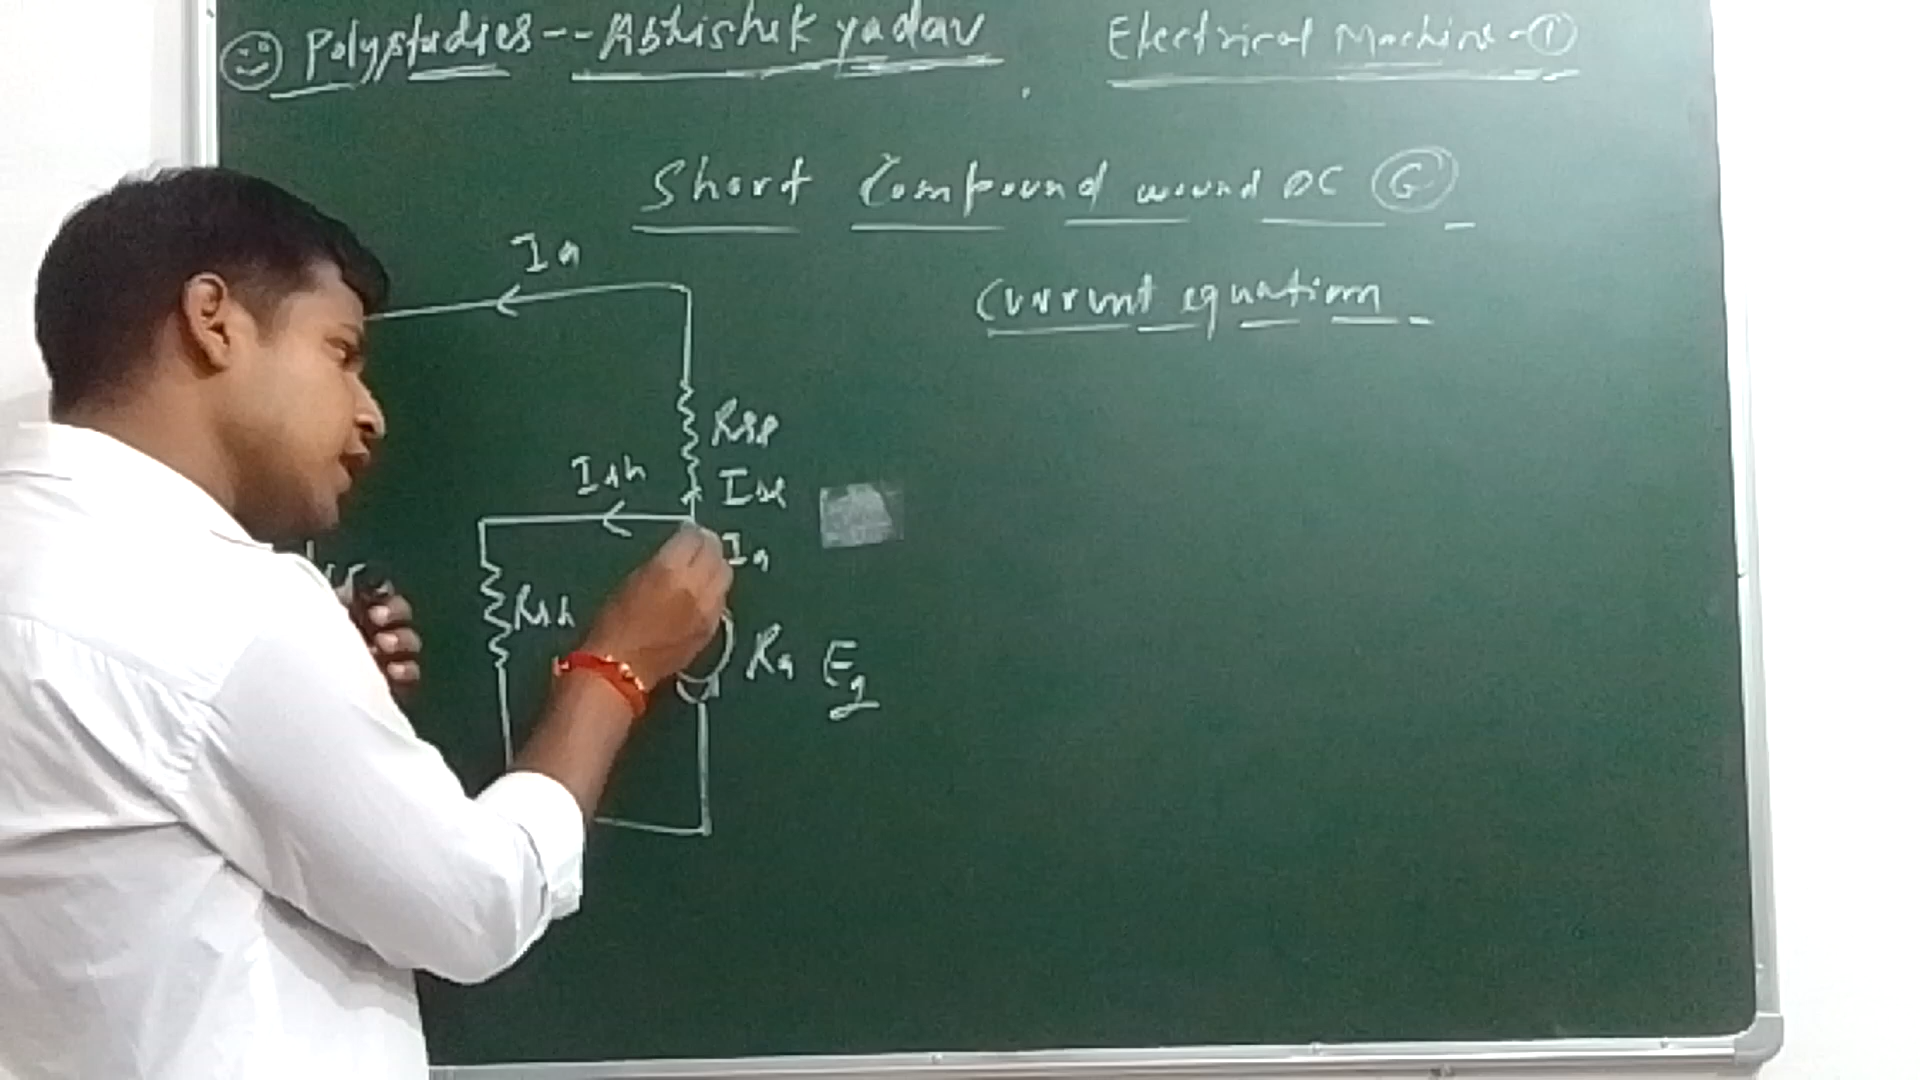 Polystudies -- Abhishek yadav
Electrical Machine - 1
Short Compound wound DC G
Current equation
Ia
Rse
Ish
Ise
Ia
Rsh
Ra Eg